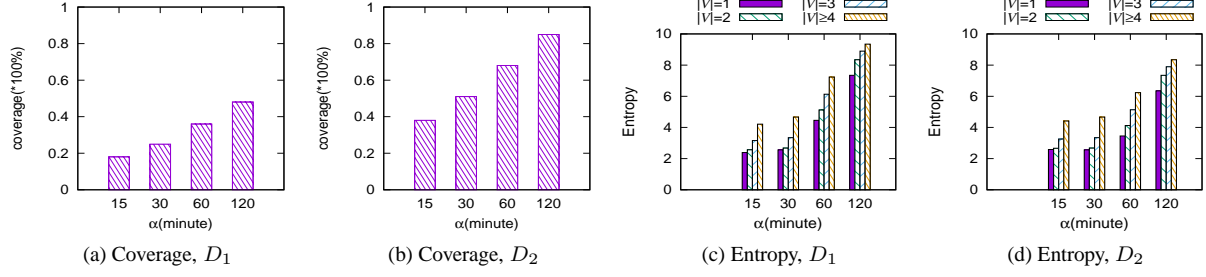 coverage(*100%)
1
0.8
0.6
0.4
0.2
0
15 30 60 120
α(minute)
(a) Coverage, D1
coverage(*100%)
1
0.8
0.6
0.4
0.2
0
15 30 60 120
α(minute)
(b) Coverage, D2
|V|=1 |V|=3
|V|=2 |V|≥4
Entropy
10
8
6
4
2
0
15 30 60 120
α(minute)
(c) Entropy, D1
|V|=1 |V|=3
|V|=2 |V|≥4
Entropy
10
8
6
4
2
0
15 30 60 120
α(minute)
(d) Entropy, D2